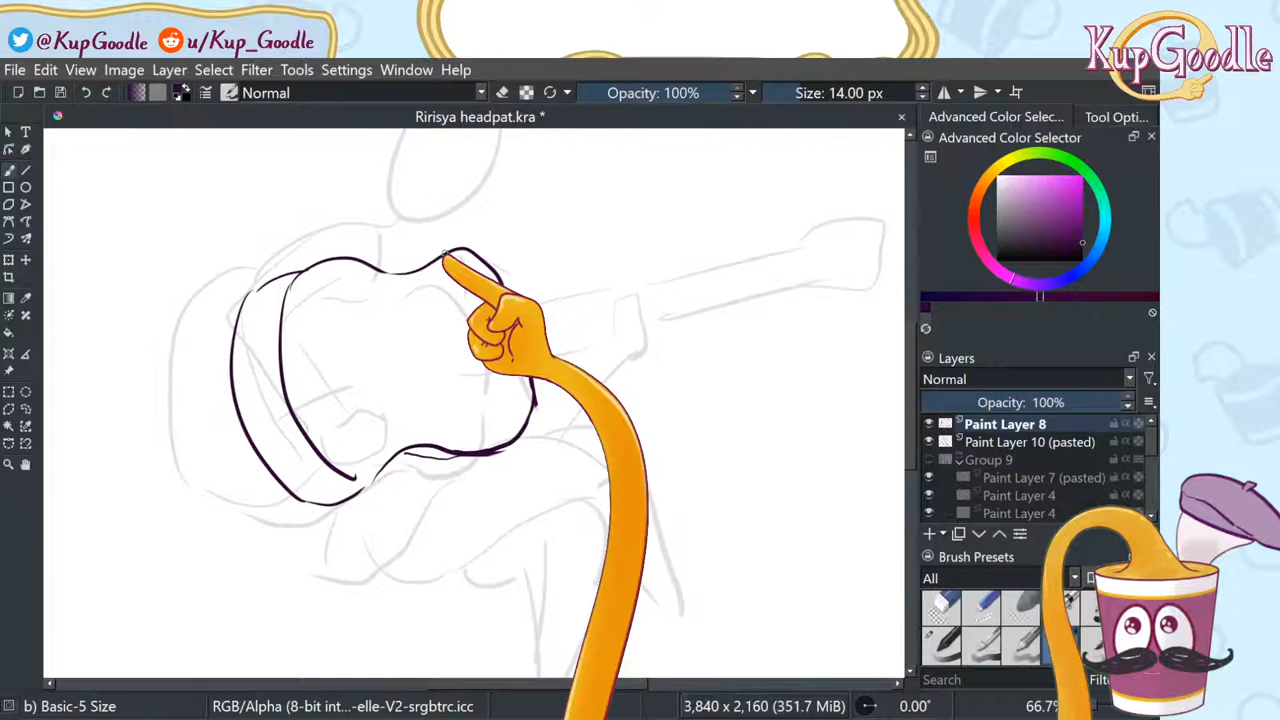 @KupGoodle u/Kup_Goodle
KupGoodle
File Edit View Image Layer Select Filter Tools Settings Window Help
Normal
Opacity: 100%
Size: 14.00 px
Ririsya headpat.kra *
Advanced Color Selec...
Tool Opti...
Advanced Color Selector
Layers
Normal
Opacity: 100%
Paint Layer 8
Paint Layer 10 (pasted)
Group 9
Paint Layer 7 (pasted)
Paint Layer 4
Paint Layer 4
Brush Presets
All
Search
b) Basic-5 Size
RGB/Alpha (8-bit int...-elle-V2-srgbtrc.icc
3,840 x 2,160 (351.7 MiB)
0.00°